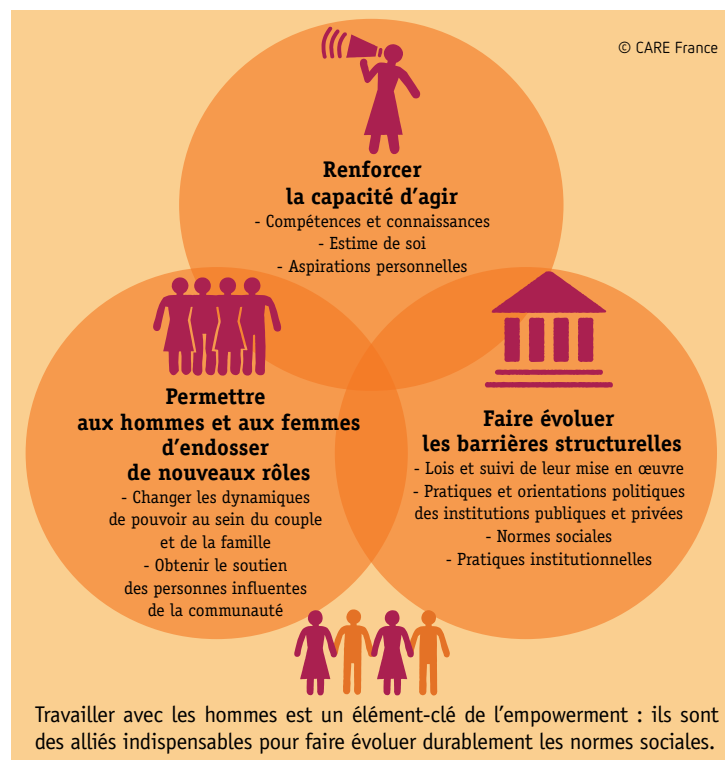 © CARE France
Renforcer
la capacité d’agir
- Compétences et connaissances
- Estime de soi
- Aspirations personnelles
Permettre
aux hommes et aux femmes
d’endosser
de nouveaux rôles
- Changer les dynamiques
de pouvoir au sein du couple
et de la famille
- Obtenir le soutien
des personnes influentes
de la communauté
Faire évoluer
les barrières structurelles
- Lois et suivi de leur mise en œuvre
- Pratiques et orientations politiques
des institutions publiques et privées
- Normes sociales
- Pratiques institutionnelles
Travailler avec les hommes est un élément-clé de l’empowerment : ils sont
des alliés indispensables pour faire évoluer durablement les normes sociales.